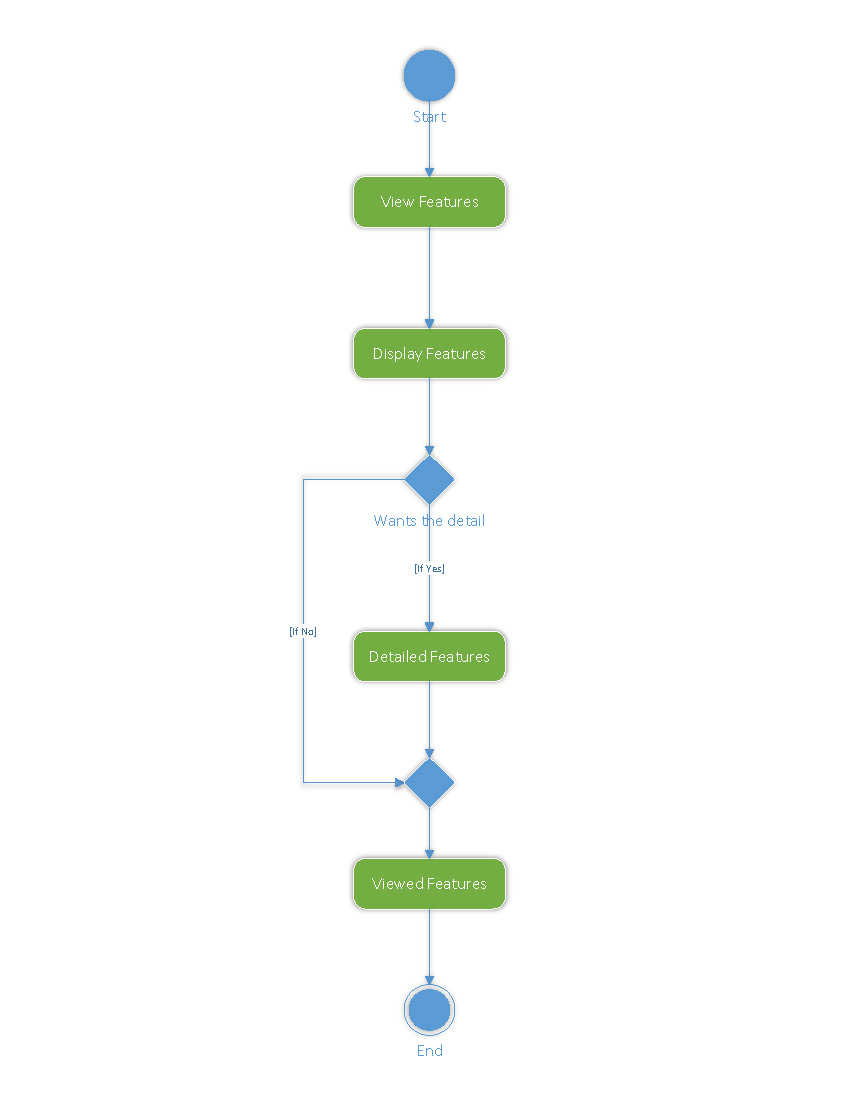 Start
View Features
Display Features
Wants the detail
[If Yes]
[If No]
Detailed Features
Viewed Features
End